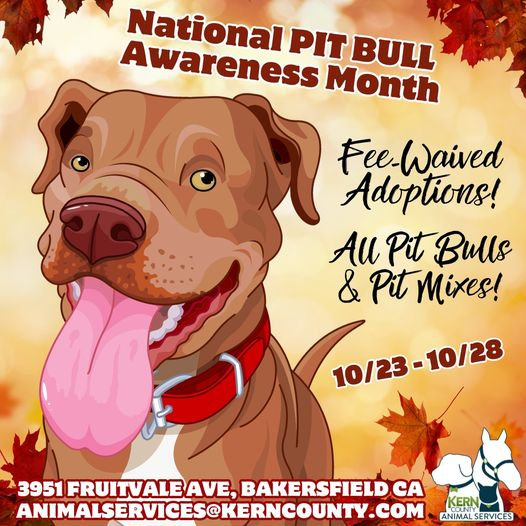 National PIT BULL
Awareness Month
Fee-Waived
Adoptions!
All Pit Bulls
& Pit Mixes!
10/23 - 10/28
3951 FRUITVALE AVE, BAKERSFIELD CA
ANIMALSERVICES@KERNCOUNTY.COM
KERN
COUNTY
ANIMAL SERVICES